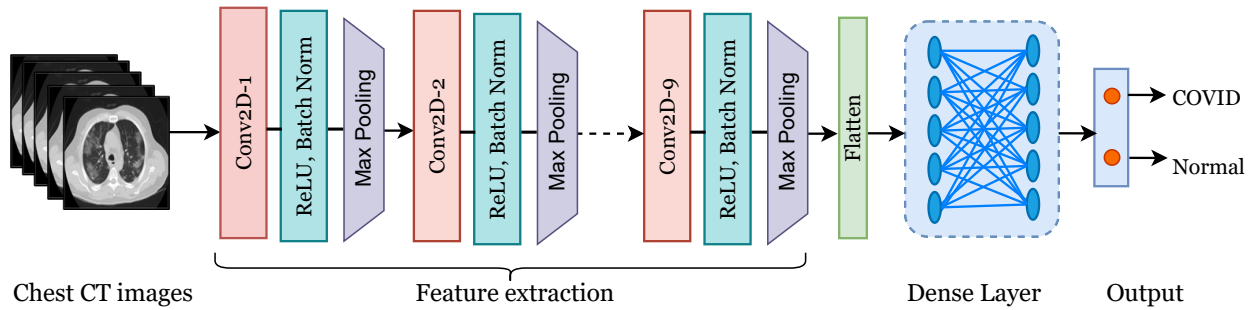 Conv2D-1
ReLU, Batch Norm
Max Pooling
Conv2D-2
ReLU, Batch Norm
Max Pooling
Conv2D-9
ReLU, Batch Norm
Max Pooling
Flatten
COVID
Normal
Chest CT images
Feature extraction
Dense Layer
Output